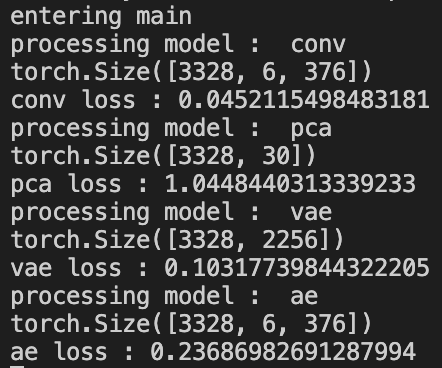 entering main
processing model :  conv
torch.Size([3328, 6, 376])
conv loss : 0.0452115498483181
processing model :  pca
torch.Size([3328, 30])
pca loss : 1.0448440313339233
processing model :  vae
torch.Size([3328, 2256])
vae loss : 0.10317739844322205
processing model :  ae
torch.Size([3328, 6, 376])
ae loss : 0.23686982691287994